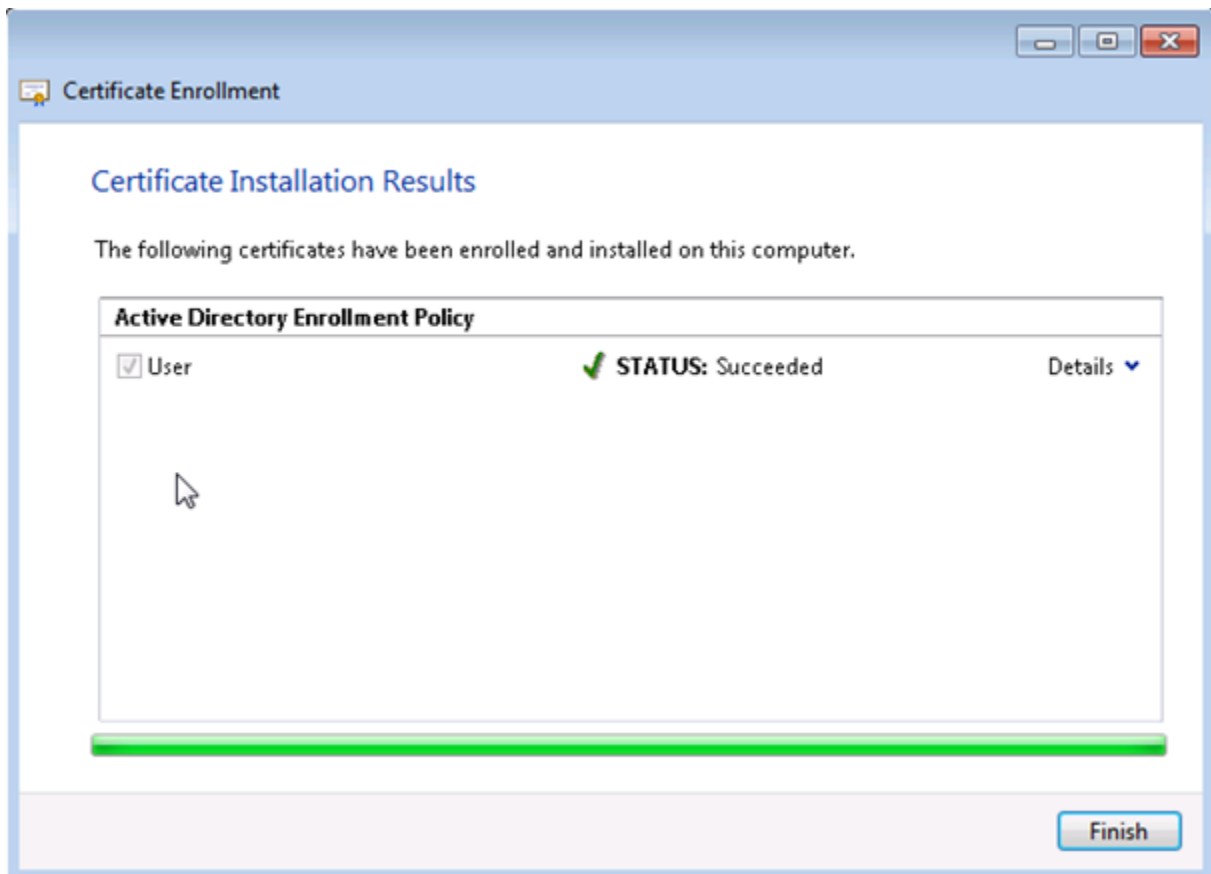 Certificate Enrollment
Certificate Installation Results
The following certificates have been enrolled and installed on this computer.
Active Directory Enrollment Policy
User STATUS: Succeeded Details
Finish